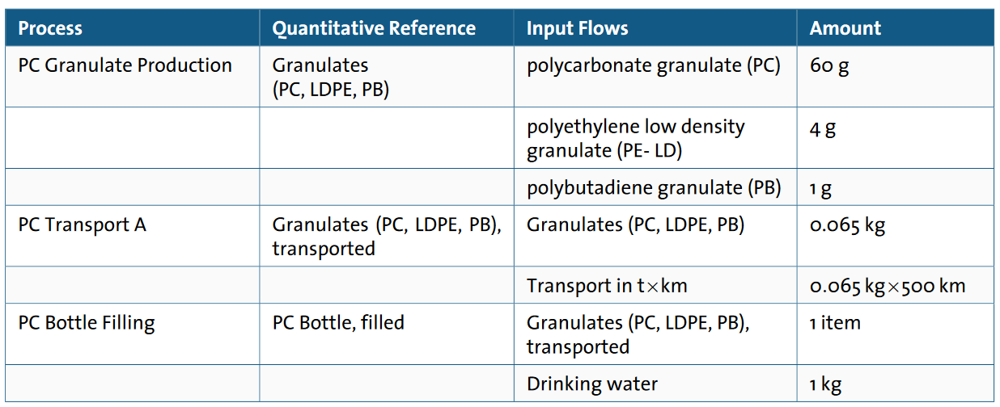 Process Quantitative Reference Input Flows Amount
PC Granulate Production Granulates polycarbonate granulate (PC) 60 g
(PC, LDPE, PB)
polyethylene low density 4 g
granulate (PE- LD)
polybutadiene granulate (PB) 1 g
PC Transport A Granulates (PC, LDPE, PB), Granulates (PC, LDPE, PB) 0.065 kg
transported
Transport in t×km 0.065 kg×500 km
PC Bottle Filling PC Bottle, filled Granulates (PC, LDPE, PB), 1 item
transported
Drinking water 1 kg